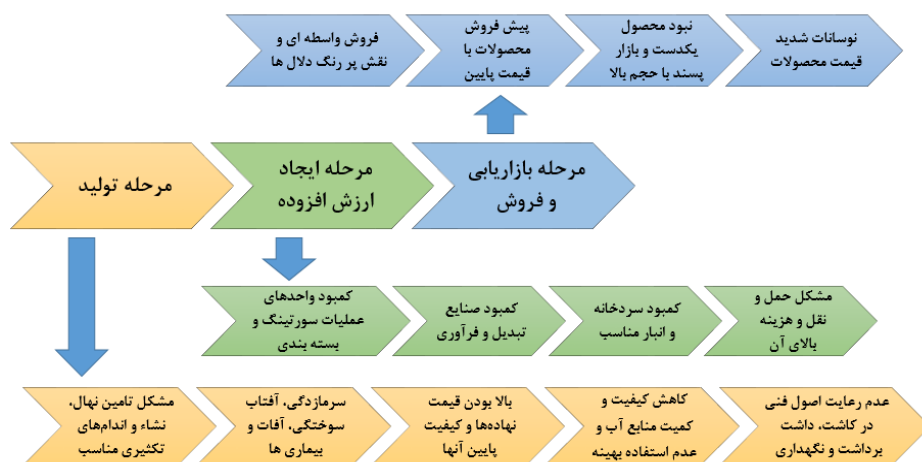 فروش واسطه ای و
نقش پر رنگ دلال ها
پیش فروش
محصولات با
قیمت پایین
نبود محصول
یکدست و بازار
پسند با حجم بالا
نوسانات شدید
قیمت محصولات
مرحله تولید
مرحله ایجاد
ارزش افزوده
مرحله بازاریابی
و فروش
کمبود واحدهای
عملیات سورتینگ و
بسته بندی
کمبود صنایع
تبدیل و فرآوری
کمبود سردخانه
و انبار مناسب
مشکل حمل و
نقل و هزینه
بالای آن
مشکل تامین نهال،
نشاء و اندام‌های
تکثیری مناسب
سرمازدگی، آفتاب
سوختگی، آفات و
بیماری ها
بالا بودن قیمت
نهاده‌ها و کیفیت
پایین آنها
کاهش کیفیت و
کمیت منابع آب و
عدم استفاده بهینه
عدم رعایت اصول فنی
در کاشت، داشت
برداشت و نگهداری